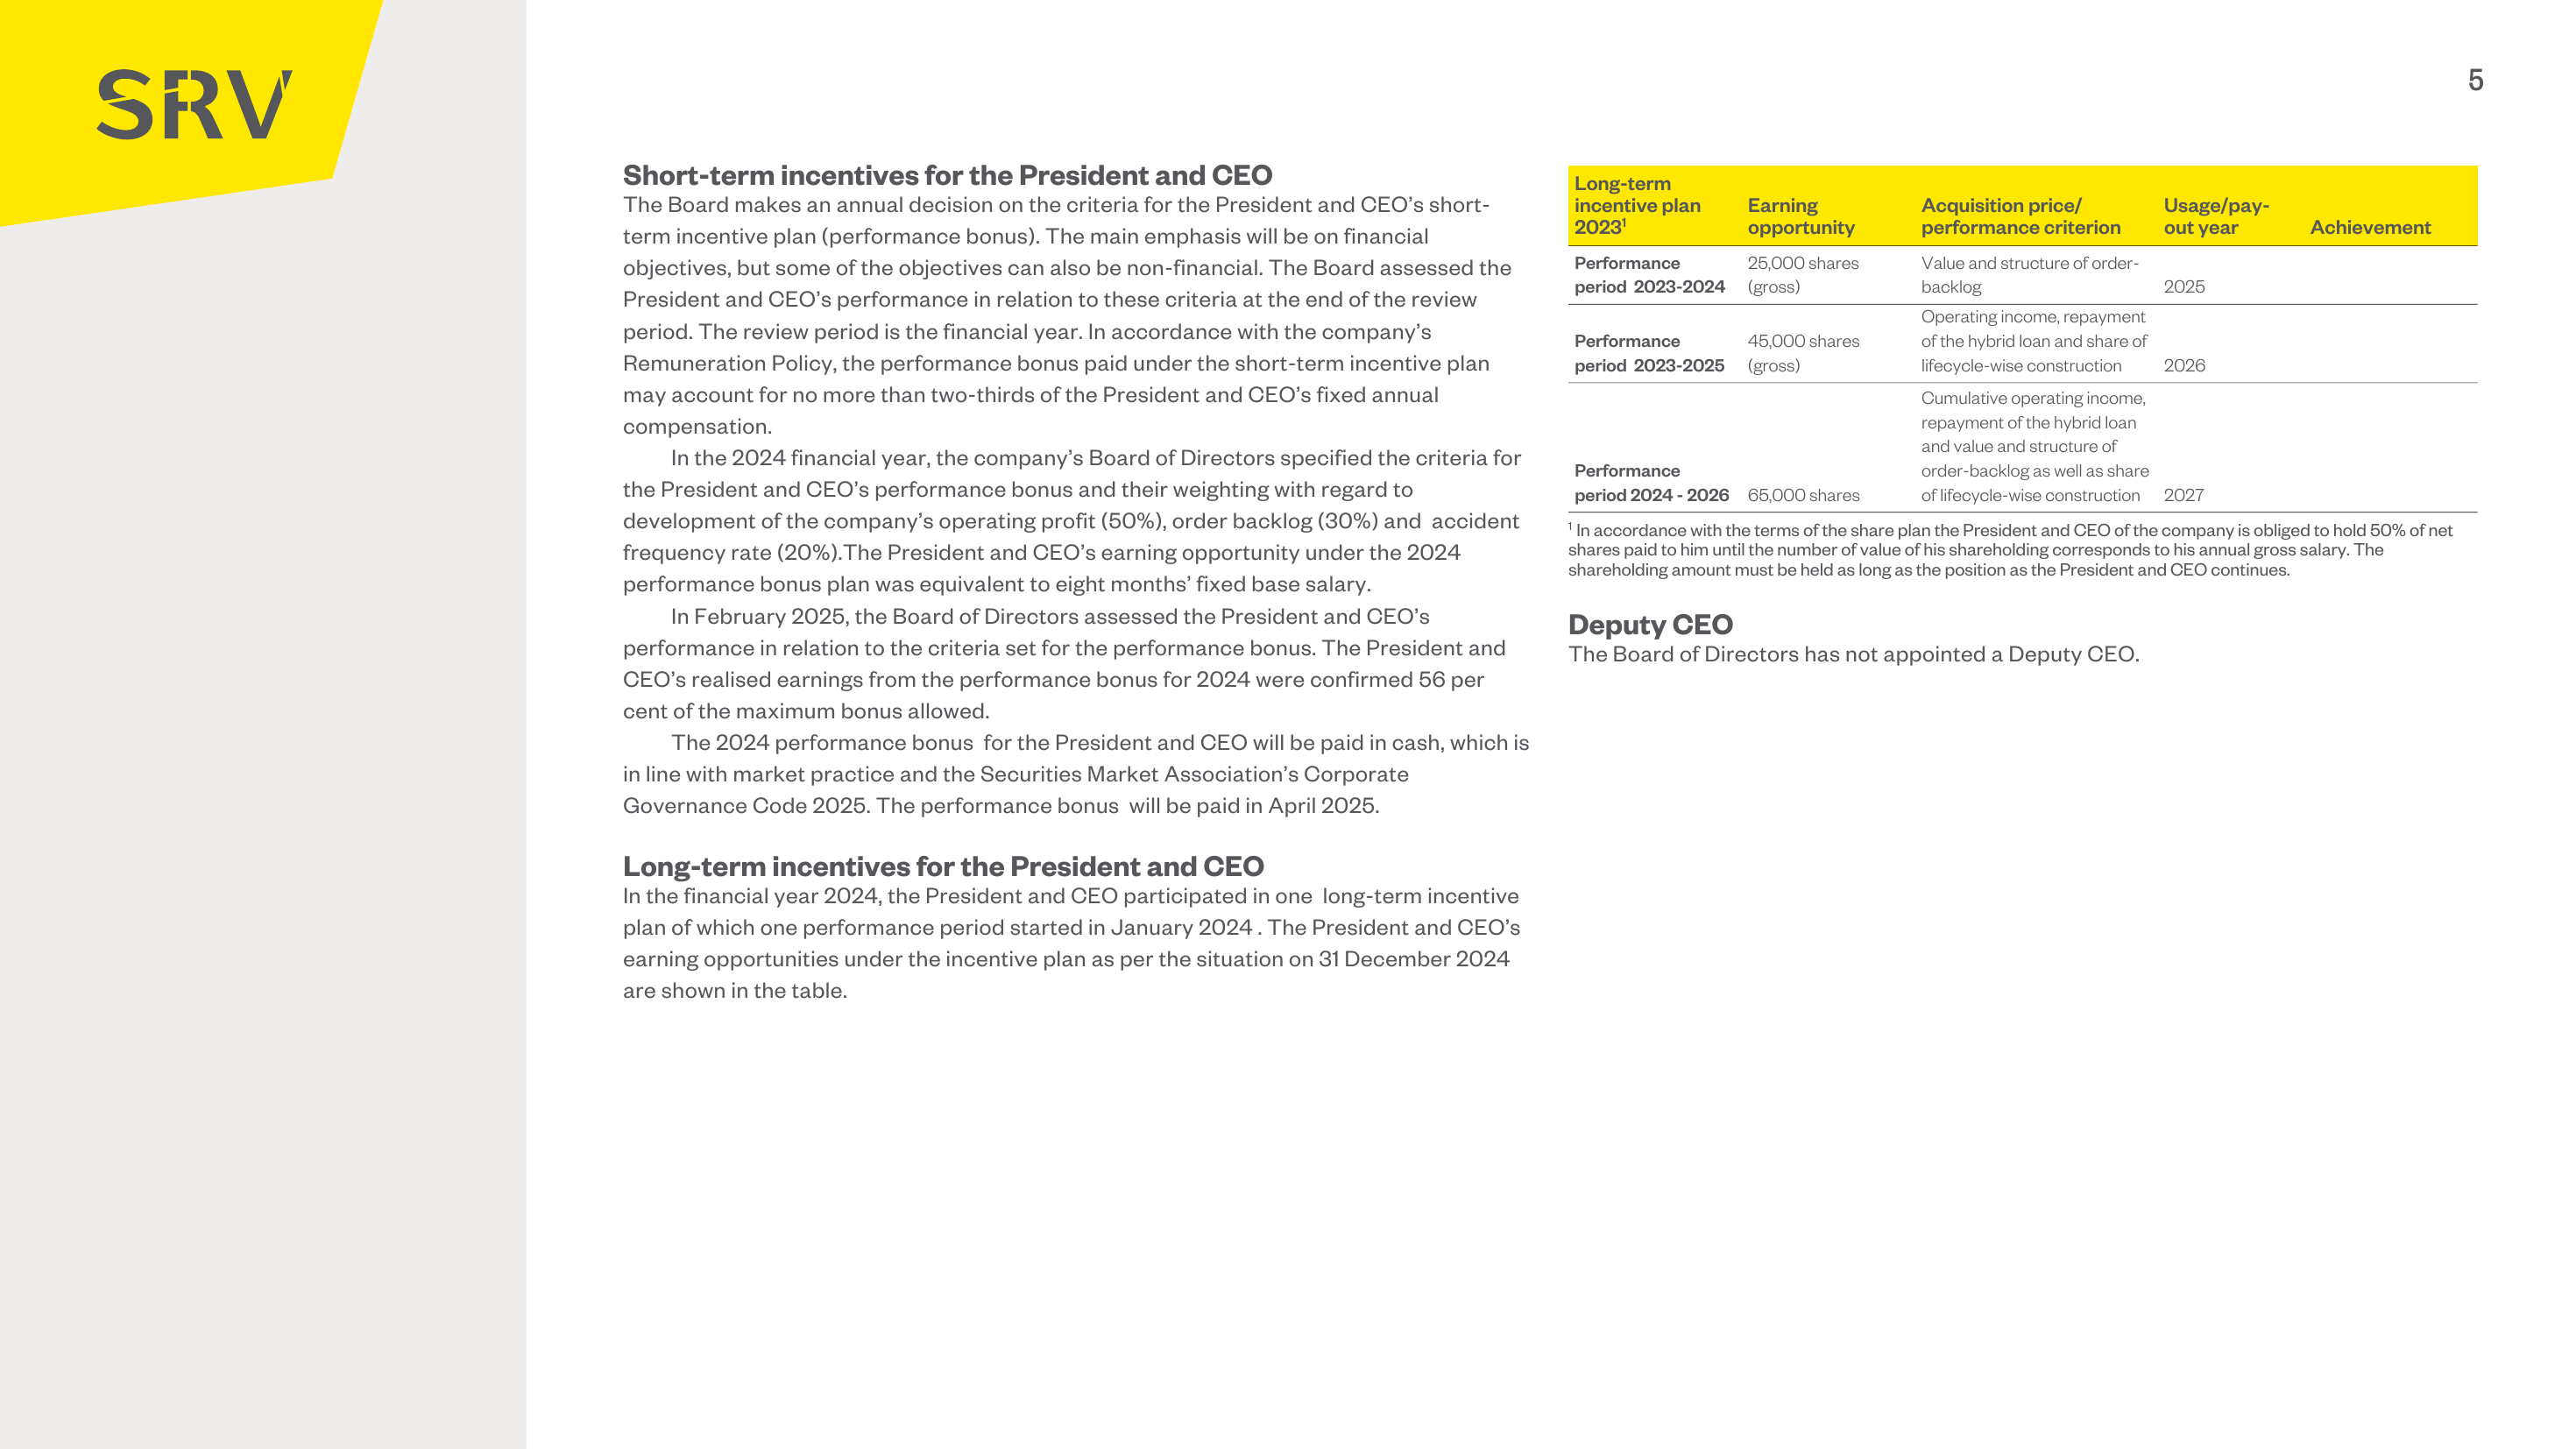 SRV
5
Short-term incentives for the President and CEO
The Board makes an annual decision on the criteria for the President and CEO’s short-
term incentive plan (performance bonus). The main emphasis will be on financial
objectives, but some of the objectives can also be non-financial. The Board assessed the
President and CEO’s performance in relation to these criteria at the end of the review
period. The review period is the financial year. In accordance with the company’s
Remuneration Policy, the performance bonus paid under the short-term incentive plan
may account for no more than two-thirds of the President and CEO’s fixed annual
compensation.
In the 2024 financial year, the company’s Board of Directors specified the criteria for
the President and CEO’s performance bonus and their weighting with regard to
development of the company’s operating profit (50%), order backlog (30%) and  accident
frequency rate (20%).The President and CEO’s earning opportunity under the 2024
performance bonus plan was equivalent to eight months’ fixed base salary.
In February 2025, the Board of Directors assessed the President and CEO’s
performance in relation to the criteria set for the performance bonus. The President and
CEO’s realised earnings from the performance bonus for 2024 were confirmed 56 per
cent of the maximum bonus allowed.
The 2024 performance bonus  for the President and CEO will be paid in cash, which is
in line with market practice and the Securities Market Association’s Corporate
Governance Code 2025. The performance bonus  will be paid in April 2025.
Long-term incentives for the President and CEO
In the financial year 2024, the President and CEO participated in one  long-term incentive
plan of which one performance period started in January 2024 . The President and CEO’s
earning opportunities under the incentive plan as per the situation on 31 December 2024
are shown in the table.
Long-term
incentive plan Earning Acquisition price/ Usage/pay-
2023¹ opportunity performance criterion out year Achievement
Performance 25,000 shares Value and structure of order-
period  2023-2024 (gross) backlog 2025
Operating income, repayment
Performance 45,000 shares of the hybrid loan and share of
period  2023-2025 (gross) lifecycle-wise construction 2026
Cumulative operating income,
repayment of the hybrid loan
and value and structure of
Performance order-backlog as well as share
period 2024 - 2026 65,000 shares of lifecycle-wise construction 2027
¹ In accordance with the terms of the share plan the President and CEO of the company is obliged to hold 50% of net
shares paid to him until the number of value of his shareholding corresponds to his annual gross salary. The
shareholding amount must be held as long as the position as the President and CEO continues.
Deputy CEO
The Board of Directors has not appointed a Deputy CEO.